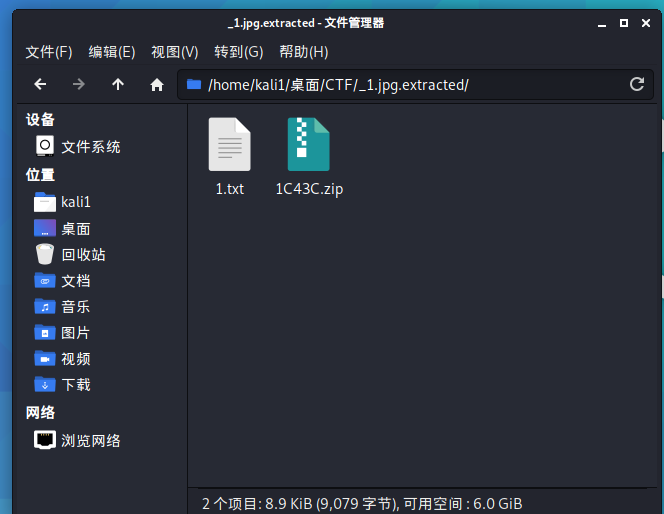 _1.jpg.extracted - 文件管理器
文件(F) 编辑(E) 视图(V) 转到(G) 帮助(H)
/home/kali1/桌面/CTF/_1.jpg.extracted/
设备
文件系统
位置
kali1
桌面
回收站
文档
音乐
图片
视频
下载
网络
浏览网络
1.txt 1C43C.zip
2 个项目: 8.9 KiB (9,079 字节), 可用空间 : 6.0 GiB